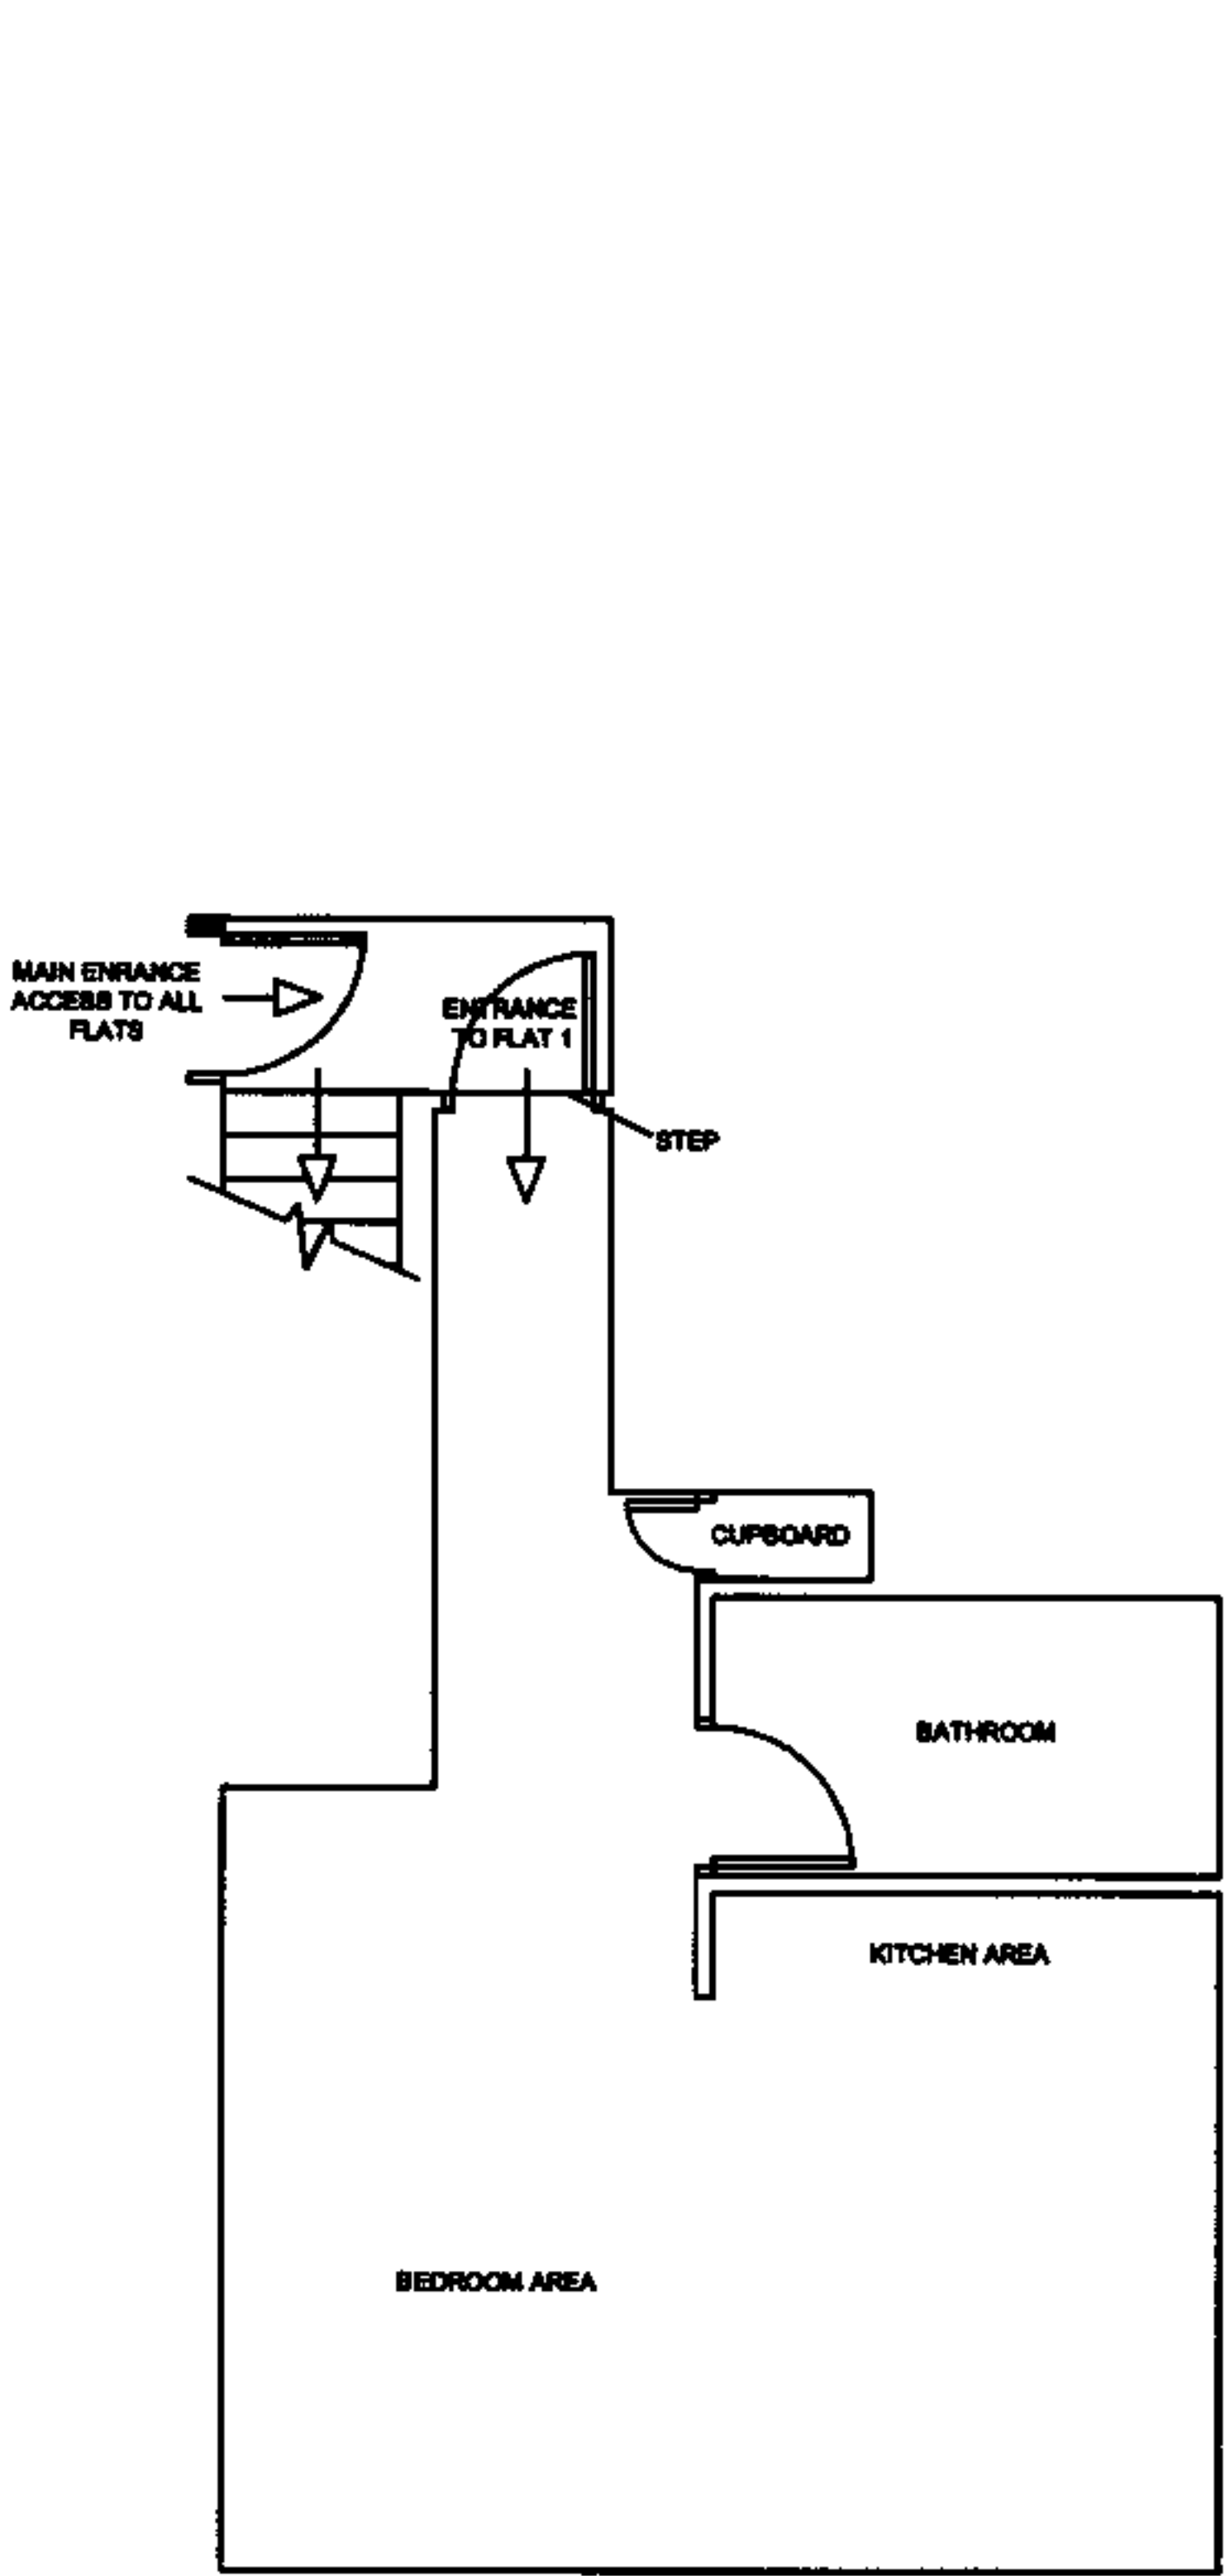 MAIN ENRANCE
ACCESS TO ALL
FLATS
ENTRANCE
TO FLAT 1
STEP
CUPBOARD
BATHROOM
KITCHEN AREA
BEDROOM AREA